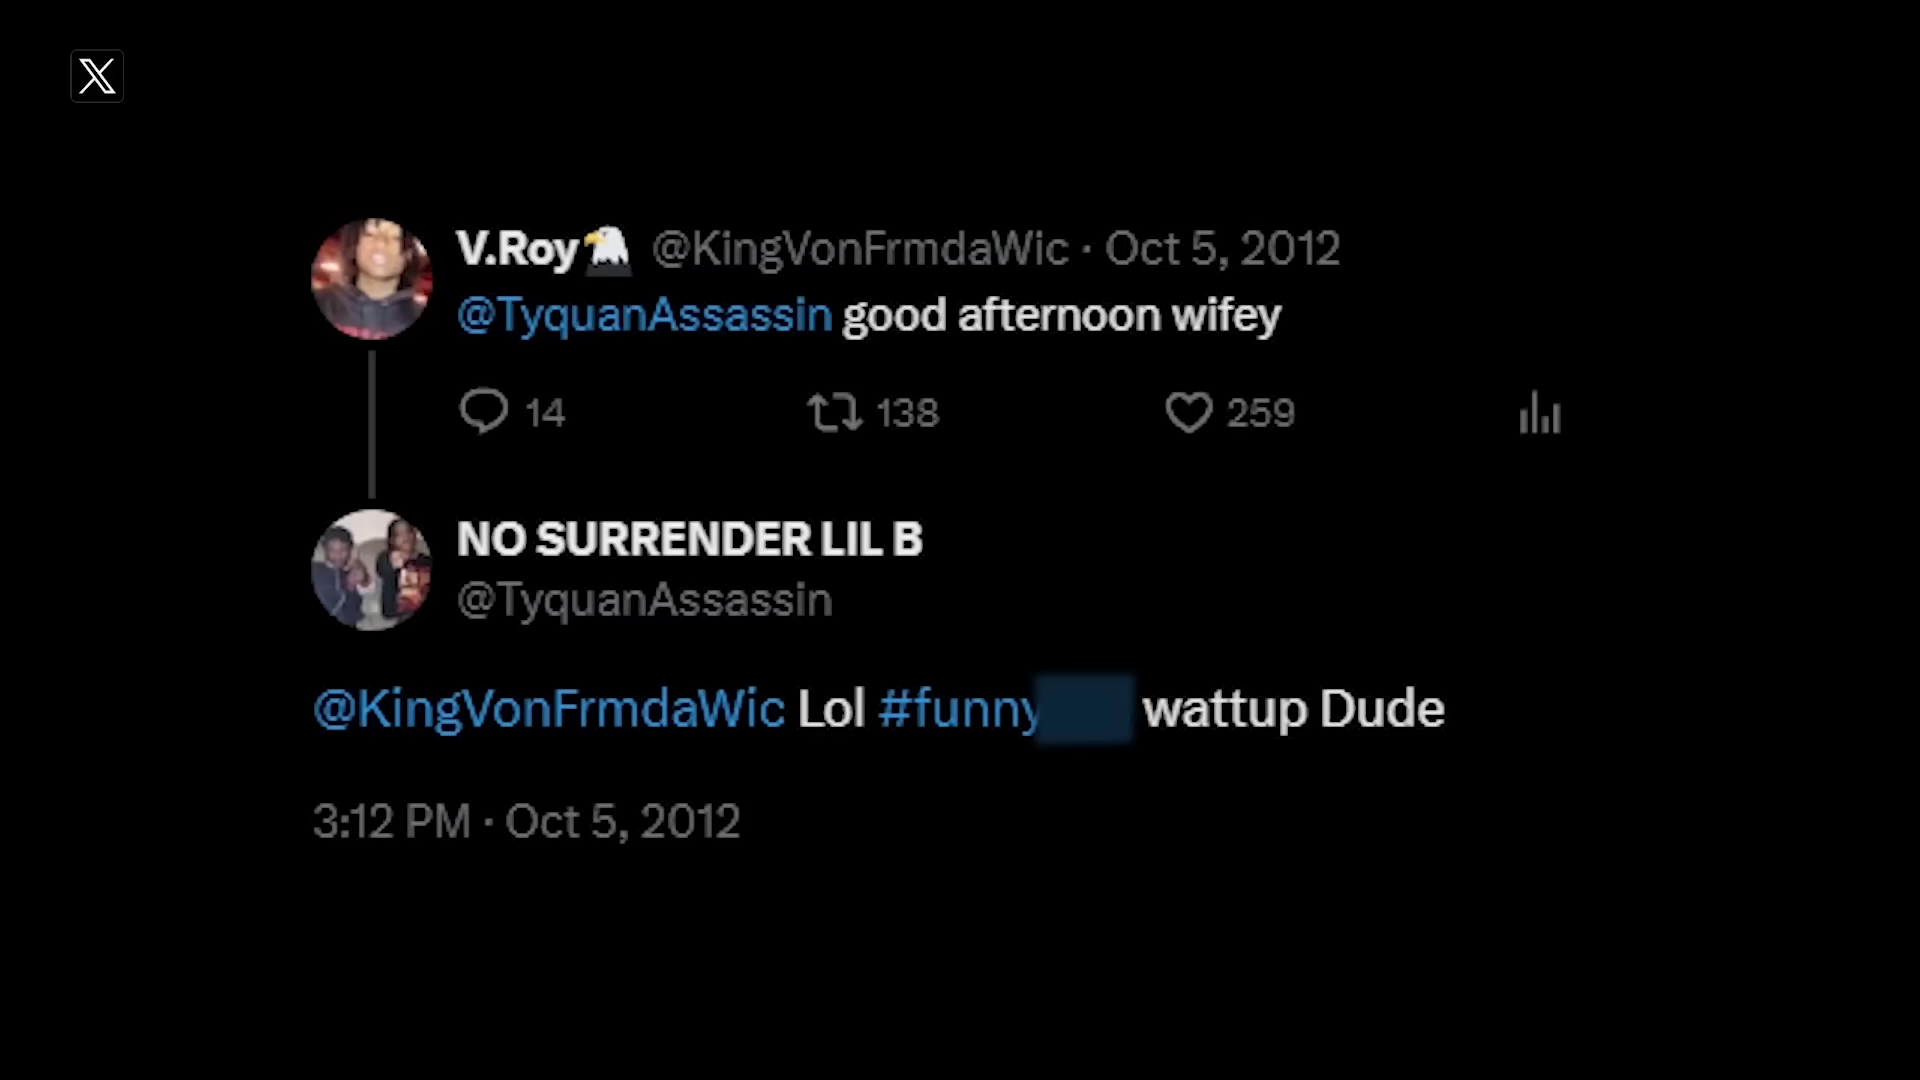 V.Roy🦅 @KingVonFrmdaWic · Oct 5, 2012
@TyquanAssassin good afternoon wifey
14 138 259
NO SURRENDER LIL B
@TyquanAssassin
@KingVonFrmdaWic Lol #funny wattup Dude
3:12 PM · Oct 5, 2012